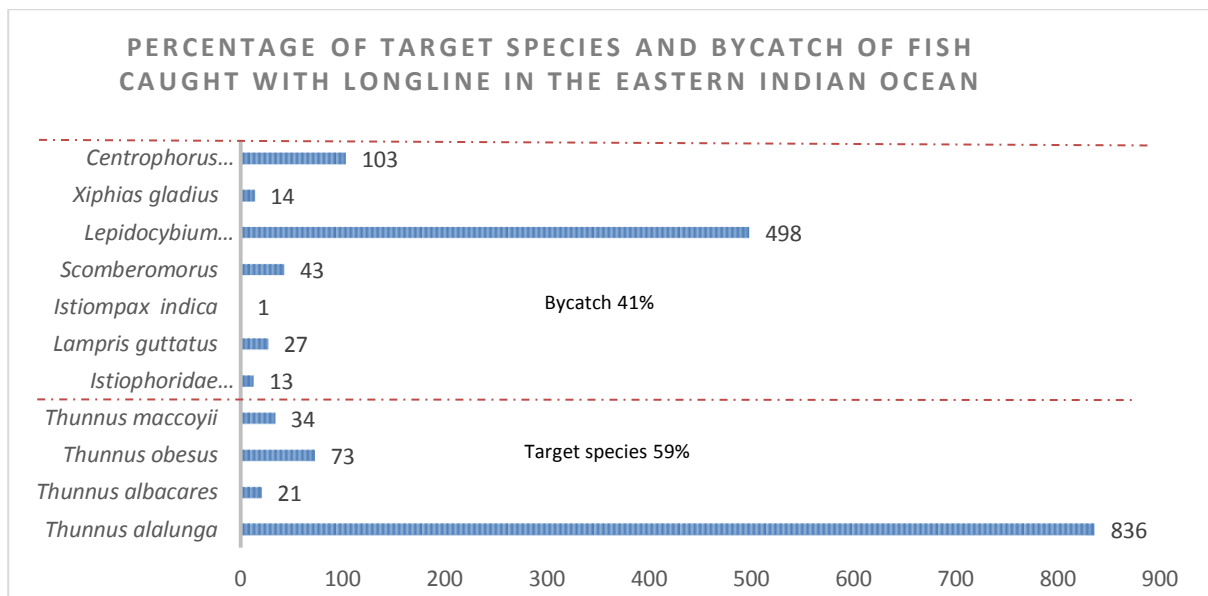 PERCENTAGE OF TARGET SPECIES AND BYCATCH OF FISH
CAUGHT WITH LONGLINE IN THE EASTERN INDIAN OCEAN
Centrophorus... 103
Xiphias gladius 14
Lepidocybium... 498
Scomberomorus 43
Istiompax indica 1
Bycatch 41%
Lampris guttatus 27
Istiophoridae... 13
Thunnus maccoyii 34
Thunnus obesus 73
Target species 59%
Thunnus albacares 21
Thunnus alalunga 836
0 100 200 300 400 500 600 700 800 900